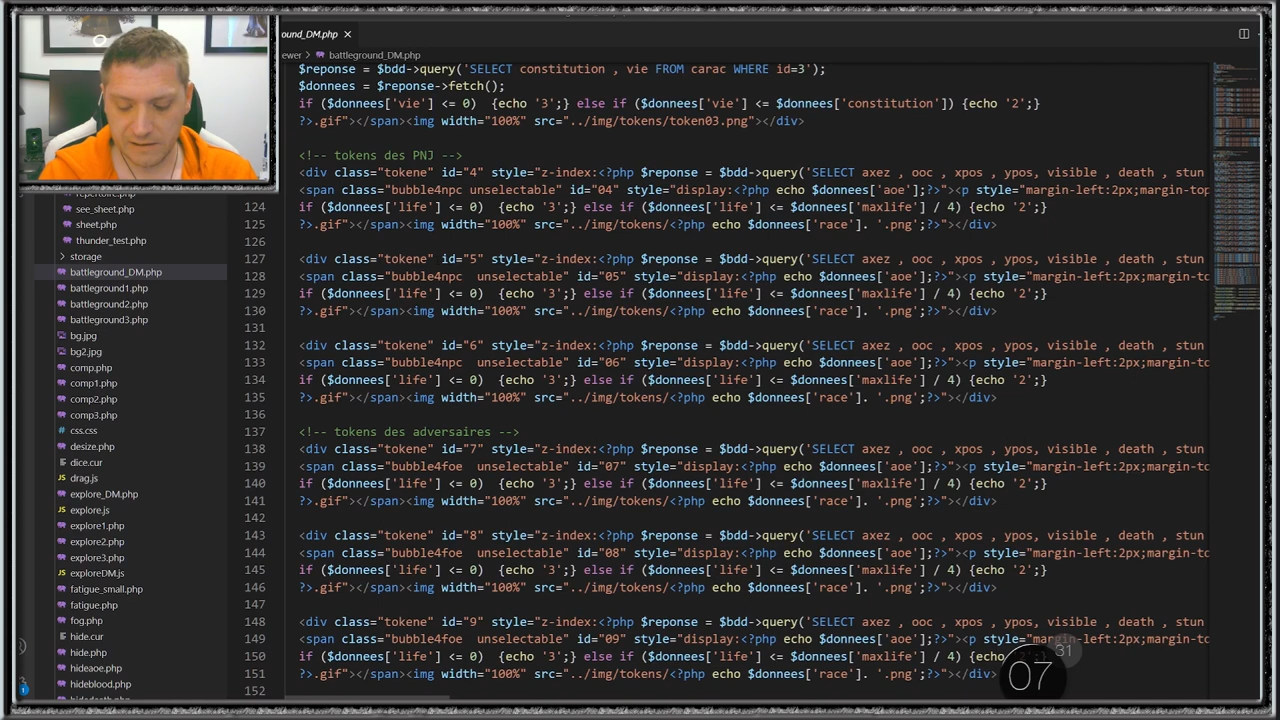 ound_DM.php ×
ewer > battleground_DM.php
$reponse = $bdd->query('SELECT constitution , vie FROM carac WHERE id=3');
$donnees = $reponse->fetch();
if ($donnees['vie'] <= 0)  {echo '3';} else if ($donnees['vie'] <= $donnees['constitution']) {echo '2';}
?>.gif"></span><img width="100%" src="../img/tokens/token03.png"></div>
<!-- tokens des PNJ -->
<div class="tokene" id="4" style="z-index:<?php $reponse = $bdd->query('SELECT axez , ooc , xpos , ypos, visible , death , stun
<span class="bubble4npc unselectable" id="04" style="display:<?php echo $donnees['aoe'];?>"><p style="margin-left:2px;margin-top
124 if ($donnees['life'] <= 0)  {echo '3';} else if ($donnees['life'] <= $donnees['maxlife'] / 4) {echo '2';}
125 ?>.gif"></span><img width="100%" src="../img/tokens/<?php echo $donnees['race']. '.png';?>"></div>
126
127 <div class="tokene" id="5" style="z-index:<?php $reponse = $bdd->query('SELECT axez , ooc , xpos , ypos, visible , death , stun
128 <span class="bubble4npc  unselectable" id="05" style="display:<?php echo $donnees['aoe'];?>"><p style="margin-left:2px;margin-to
129 if ($donnees['life'] <= 0)  {echo '3';} else if ($donnees['life'] <= $donnees['maxlife'] / 4) {echo '2';}
130 ?>.gif"></span><img width="100%" src="../img/tokens/<?php echo $donnees['race']. '.png';?>"></div>
131
132 <div class="tokene" id="6" style="z-index:<?php $reponse = $bdd->query('SELECT axez , ooc , xpos , ypos, visible , death , stun
133 <span class="bubble4npc  unselectable" id="06" style="display:<?php echo $donnees['aoe'];?>"><p style="margin-left:2px;margin-to
134 if ($donnees['life'] <= 0)  {echo '3';} else if ($donnees['life'] <= $donnees['maxlife'] / 4) {echo '2';}
135 ?>.gif"></span><img width="100%" src="../img/tokens/<?php echo $donnees['race']. '.png';?>"></div>
136
137 <!-- tokens des adversaires -->
138 <div class="tokene" id="7" style="z-index:<?php $reponse = $bdd->query('SELECT axez , ooc , xpos , ypos, visible , death , stun
139 <span class="bubble4foe  unselectable" id="07" style="display:<?php echo $donnees['aoe'];?>"><p style="margin-left:2px;margin-to
140 if ($donnees['life'] <= 0)  {echo '3';} else if ($donnees['life'] <= $donnees['maxlife'] / 4) {echo '2';}
141 ?>.gif"></span><img width="100%" src="../img/tokens/<?php echo $donnees['race']. '.png';?>"></div>
142
143 <div class="tokene" id="8" style="z-index:<?php $reponse = $bdd->query('SELECT axez , ooc , xpos , ypos, visible , death , stun
144 <span class="bubble4foe  unselectable" id="08" style="display:<?php echo $donnees['aoe'];?>"><p style="margin-left:2px;margin-to
145 if ($donnees['life'] <= 0)  {echo '3';} else if ($donnees['life'] <= $donnees['maxlife'] / 4) {echo '2';}
146 ?>.gif"></span><img width="100%" src="../img/tokens/<?php echo $donnees['race']. '.png';?>"></div>
147
148 <div class="tokene" id="9" style="z-index:<?php $reponse = $bdd->query('SELECT axez , ooc , xpos , ypos, visible , death , stun
149 <span class="bubble4foe  unselectable" id="09" style="display:<?php echo $donnees['aoe'];?>"><p style="margin-left:2px;margin-to
150 if ($donnees['life'] <= 0)  {echo '3';} else if ($donnees['life'] <= $donnees['maxlife'] / 4) {echo
151 ?>.gif"></span><img width="100%" src="../img/tokens/<?php echo $donnees['race']. '.png';?>"></div>
152
see_sheet.php
sheet.php
thunder_test.php
> storage
battleground_DM.php
battleground1.php
battleground2.php
battleground3.php
bg.jpg
bg2.jpg
comp.php
comp1.php
comp2.php
comp3.php
css.css
desize.php
dice.cur
drag.js
explore_DM.php
explore.js
explore1.php
explore2.php
explore3.php
exploreDM.js
fatigue_small.php
fatigue.php
fog.php
hide.cur
hide.php
hideaoe.php
hideblood.php
31
07